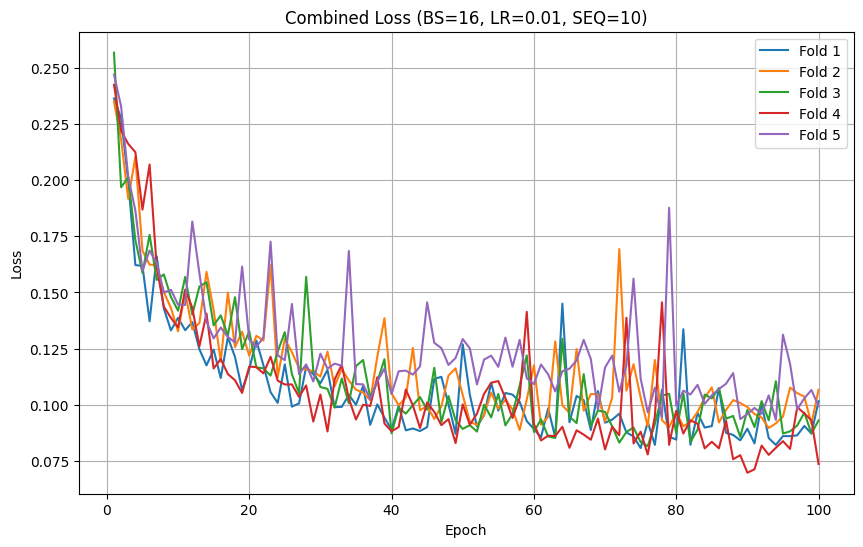 Combined Loss (BS=16, LR=0.01, SEQ=10)
Loss
0.250
0.225
0.200
0.175
0.150
0.125
0.100
0.075
Fold 1
Fold 2
Fold 3
Fold 4
Fold 5
0
20
40
60
80
100
Epoch